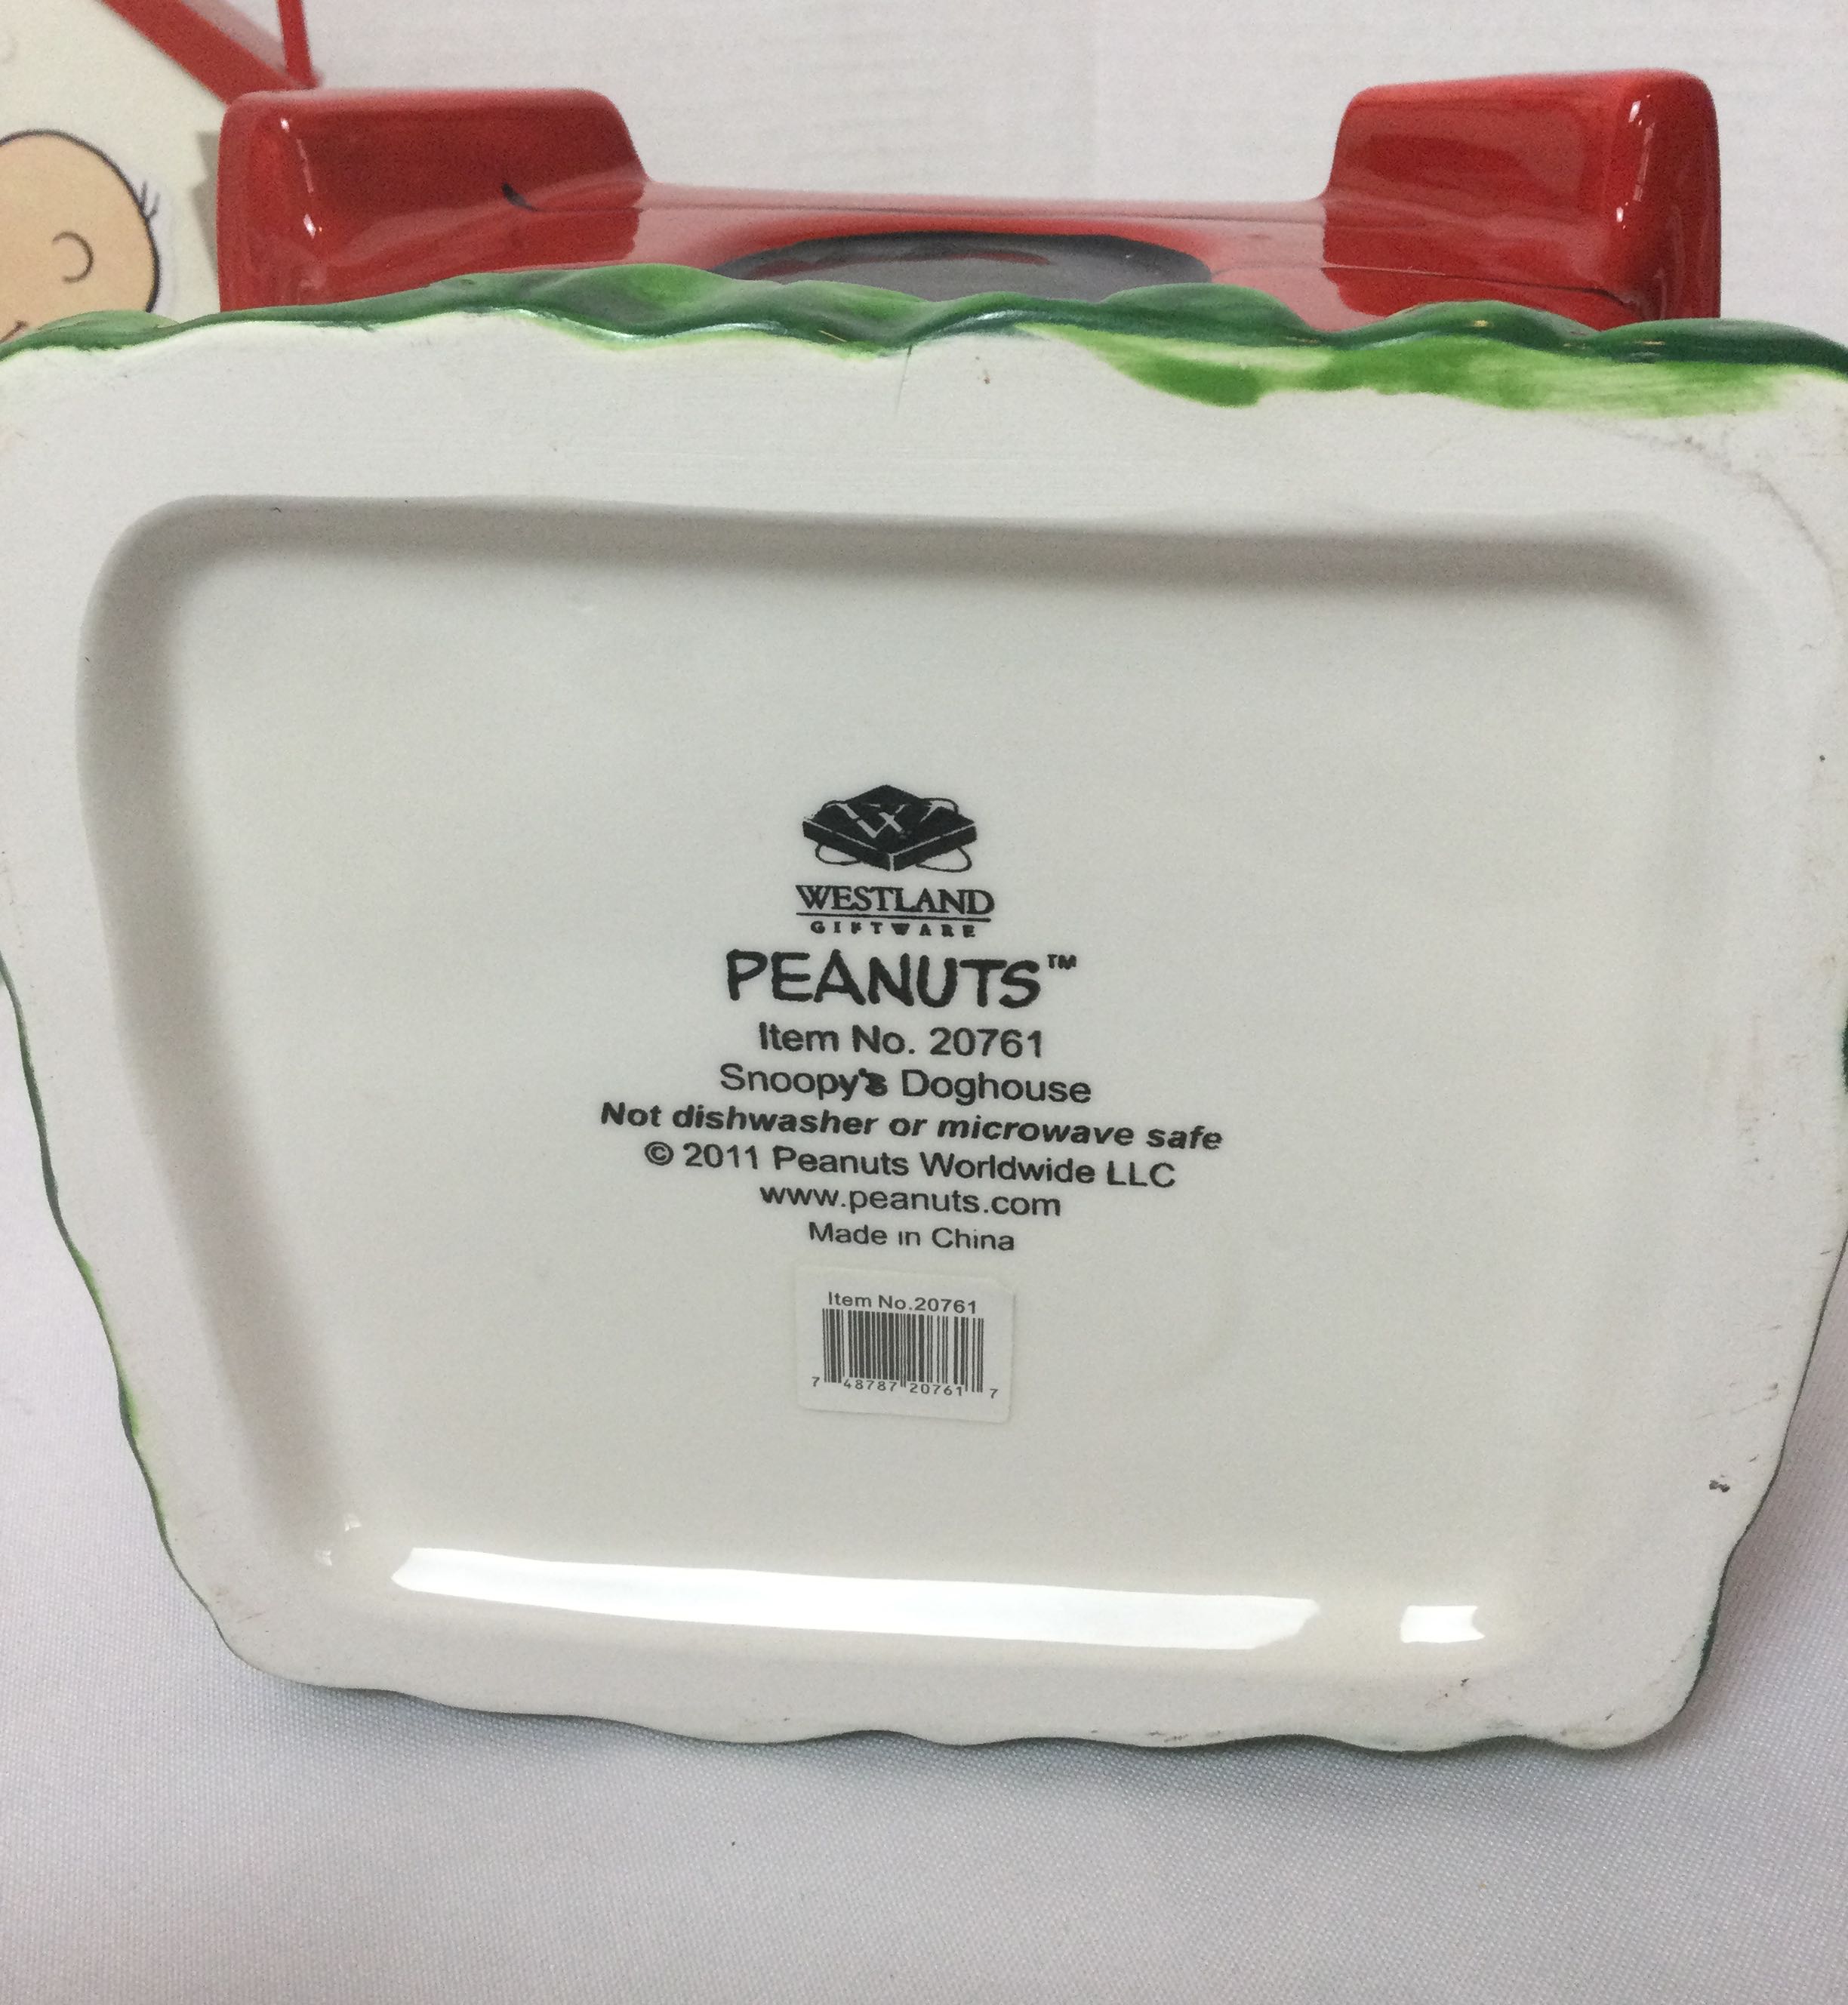 WESTLAND
GIFTWARE
PEANUTS™
Item No. 20761
Snoopy's Doghouse
Not dishwasher or microwave safe
© 2011 Peanuts Worldwide LLC
www.peanuts.com
Made in China
Item No.20761
7 48787 20761 7